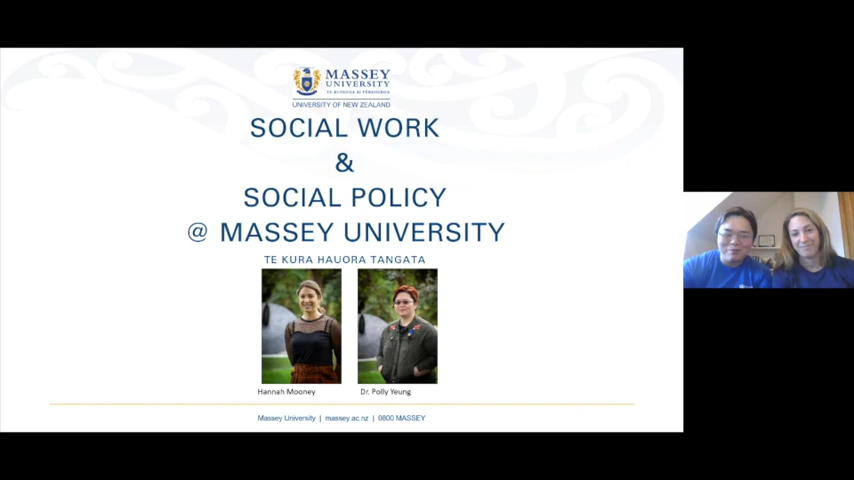 MASSEY
UNIVERSITY
TE KUNENGA KI PŪREHUROA
UNIVERSITY OF NEW ZEALAND
SOCIAL WORK
&
SOCIAL POLICY
@ MASSEY UNIVERSITY
TE KURA HAUORA TANGATA
Hannah Mooney
Dr. Polly Yeung
Massey University | massey.ac.nz | 0800 MASSEY